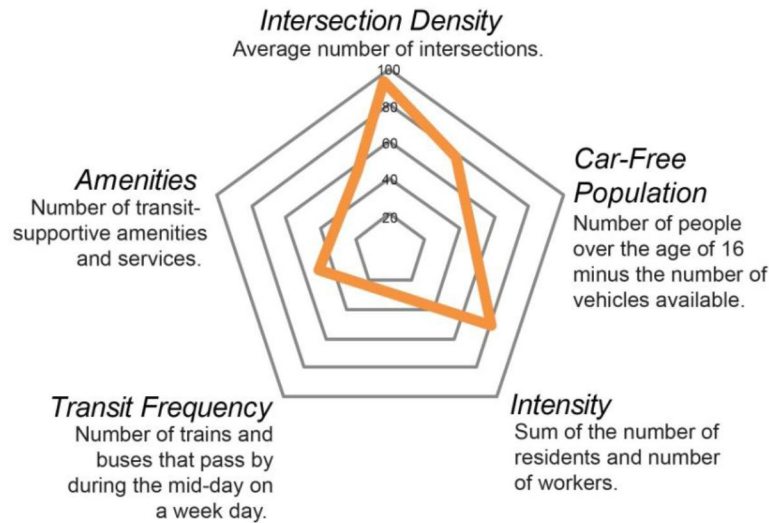 Intersection Density
Average number of intersections.
100
80
60
40
20
Car-Free
Population
Number of people
over the age of 16
minus the number of
vehicles available.
Amenities
Number of transit-
supportive amenities
and services.
Transit Frequency
Number of trains and
buses that pass by
during the mid-day on
a week day.
Intensity
Sum of the number of
residents and number
of workers.